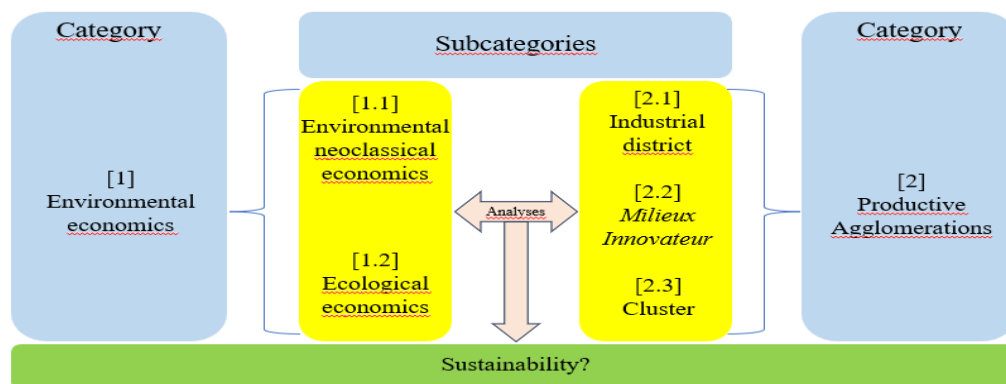 Category
[1]
Environmental
economics
Subcategories
[1.1]
Environmental
neoclassical
economics
[1.2]
Ecological
economics
Analyses
[2.1]
Industrial
district
[2.2]
Milieux
Innovateur
[2.3]
Cluster
Category
[2]
Productive
Agglomerations
Sustainability?